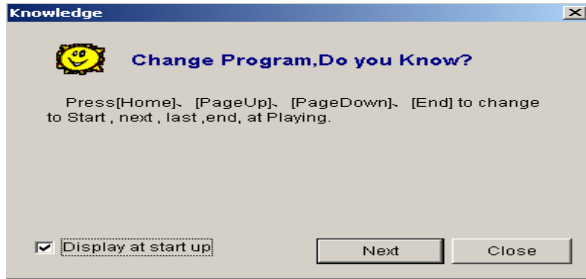 Knowledge
Change Program,Do you Know?
Press[Home]、[PageUp]、[PageDown]、[End] to change
to Start , next , last ,end, at Playing.
Display at start up
Next
Close